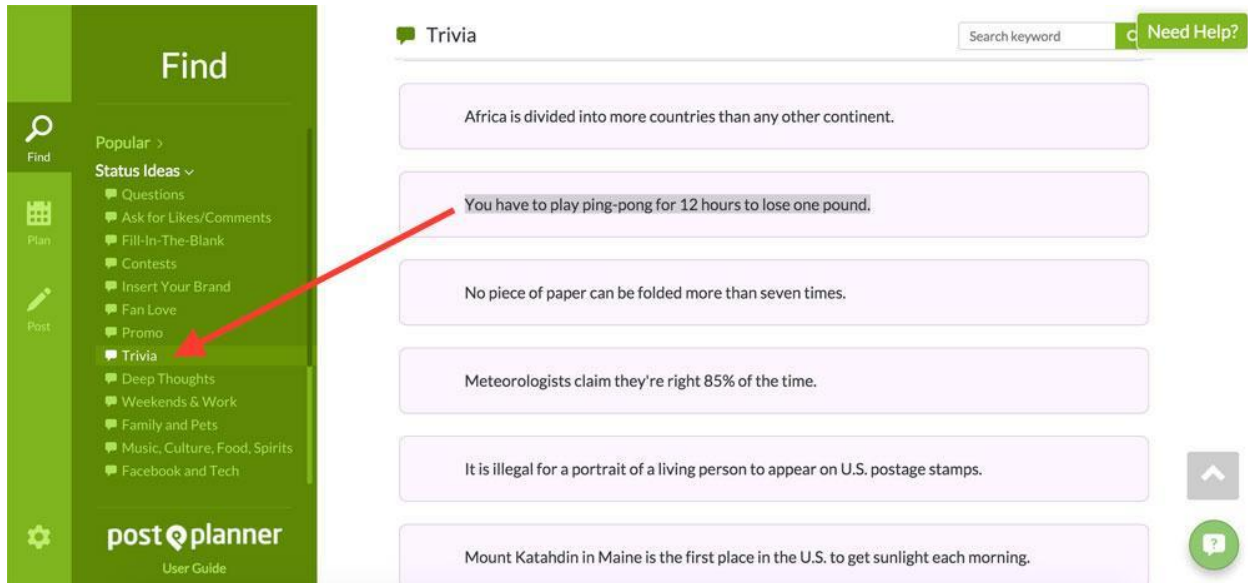 Find
Plan
Post
Find
Popular >
Status Ideas
Questions
Ask for Likes/Comments
Fill-In-The-Blank
Contests
Insert Your Brand
Fan Love
Promo
Trivia
Deep Thoughts
Weekends & Work
Family and Pets
Music, Culture, Food, Spirits
Facebook and Tech
post planner
User Guide
Trivia
Search keyword
Need Help?
Africa is divided into more countries than any other continent.
You have to play ping-pong for 12 hours to lose one pound.
No piece of paper can be folded more than seven times.
Meteorologists claim they're right 85% of the time.
It is illegal for a portrait of a living person to appear on U.S. postage stamps.
Mount Katahdin in Maine is the first place in the U.S. to get sunlight each morning.
?